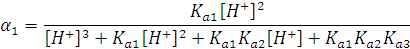 α₁ = Kₐ₁[H⁺]² / [H⁺]³ + Kₐ₁[H⁺]² + Kₐ₁Kₐ₂[H⁺] + Kₐ₁Kₐ₂Kₐ₃